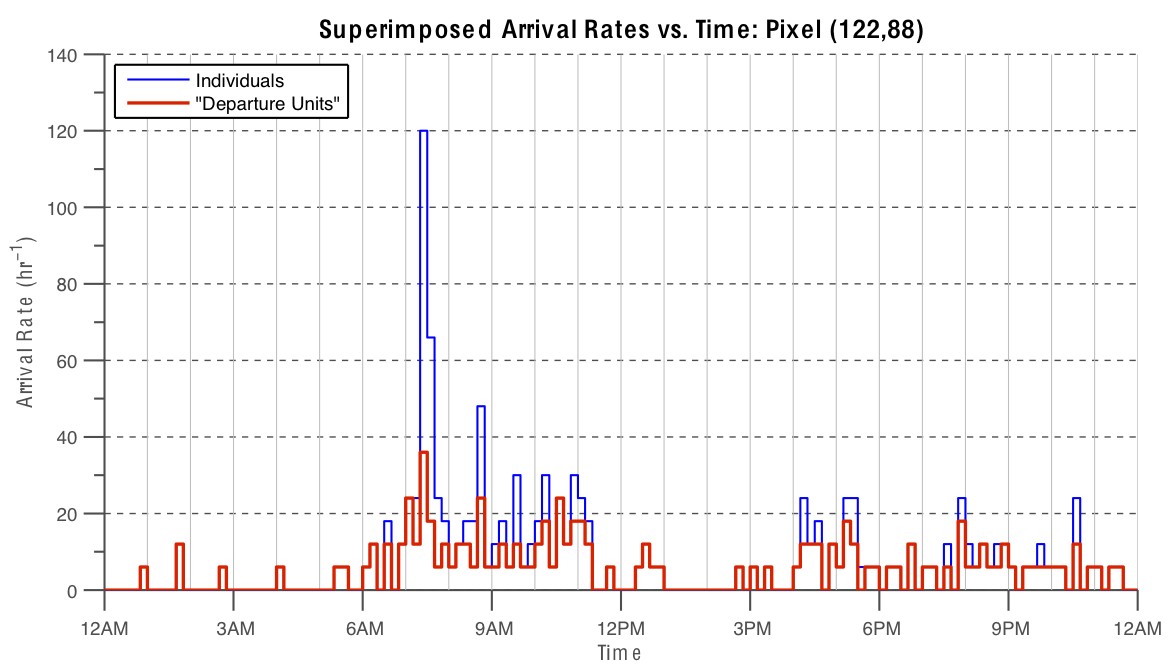 Superimposed Arrival Rates vs. Time: Pixel (122,88)
Individuals
"Departure Units"
140
120
100
80
60
40
20
0
Arrival Rate (hr⁻¹)
12AM 3AM 6AM 9AM 12PM 3PM 6PM 9PM 12AM
Time